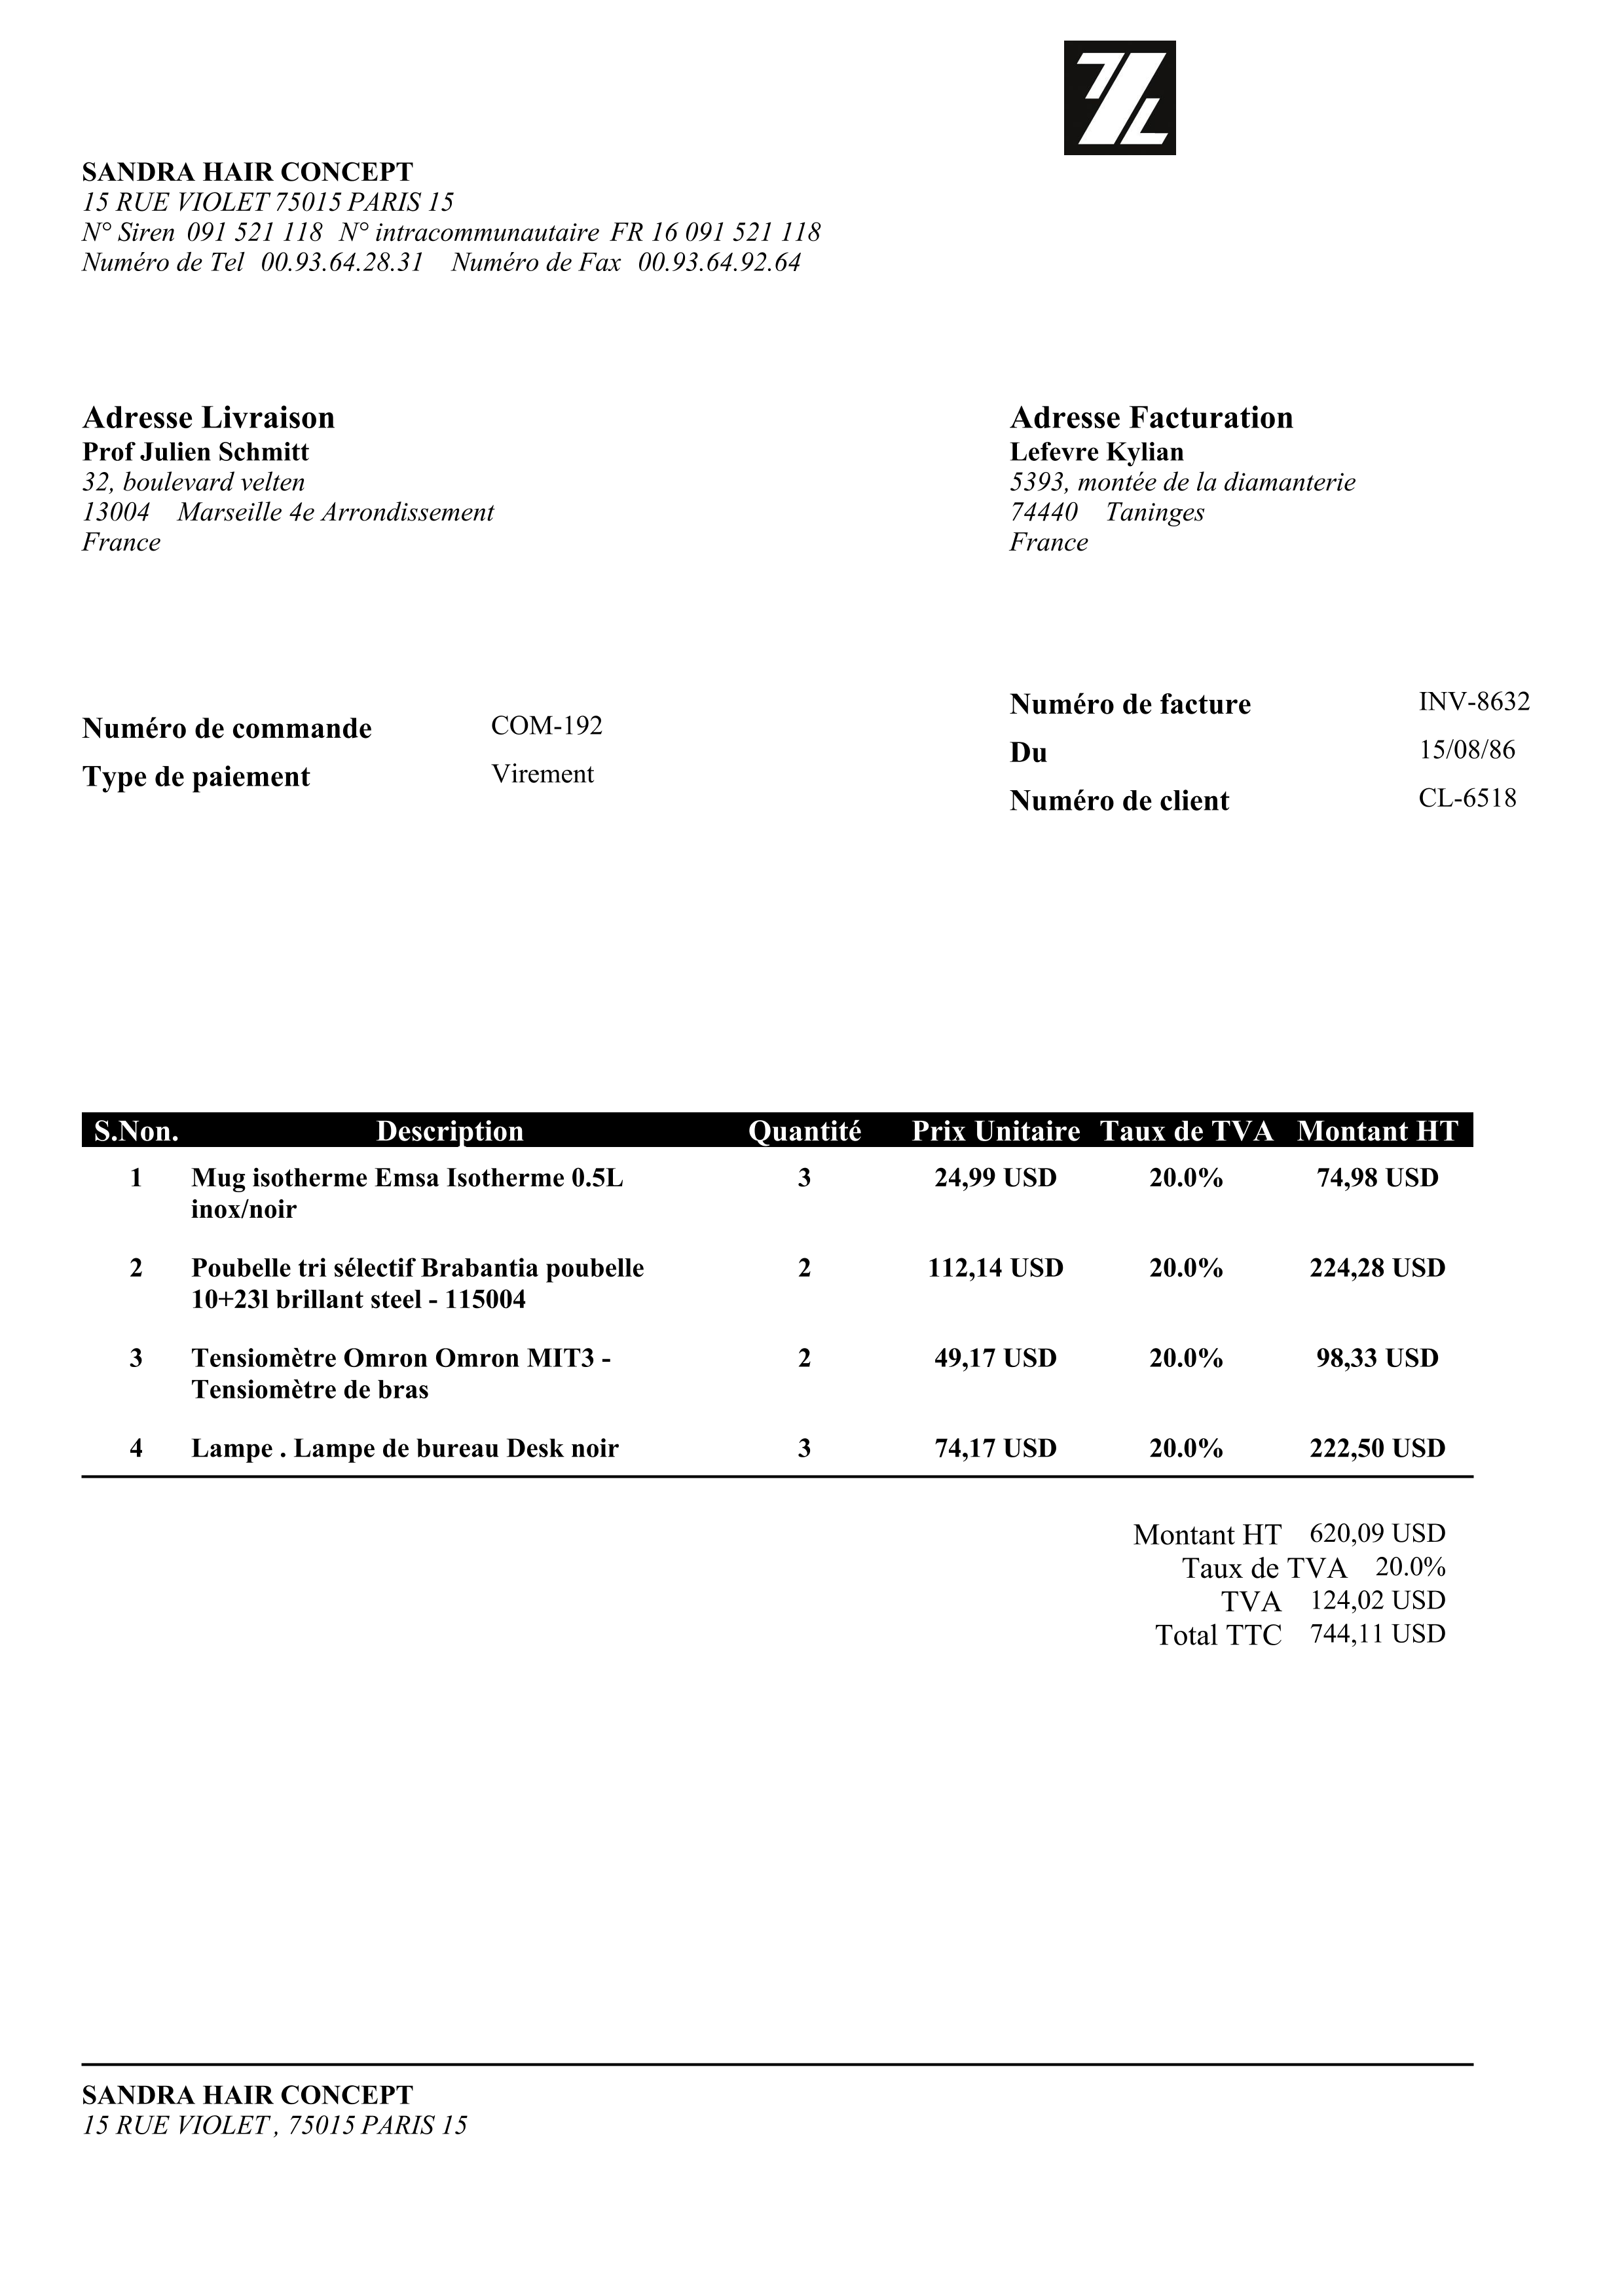 SANDRA HAIR CONCEPT
15 RUE VIOLET 75015 PARIS 15
N° Siren 091 521 118 N° intracommunautaire FR 16 091 521 118
Numéro de Tel 00.93.64.28.31 Numéro de Fax 00.93.64.92.64
Adresse Livraison
Prof Julien Schmitt
32, boulevard velten
13004 Marseille 4e Arrondissement
France
Adresse Facturation
Lefevre Kylian
5393, montée de la diamanterie
74440 Taninges
France
Numéro de commande COM-192
Type de paiement Virement
Numéro de facture INV-8632
Du 15/08/86
Numéro de client CL-6518
S.Non. Description Quantité Prix Unitaire Taux de TVA Montant HT
1 Mug isotherme Emsa Isotherme 0.5L 3 24,99 USD 20.0% 74,98 USD
inox/noir
2 Poubelle tri sélectif Brabantia poubelle 2 112,14 USD 20.0% 224,28 USD
10+23l brillant steel - 115004
3 Tensiomètre Omron Omron MIT3 - 2 49,17 USD 20.0% 98,33 USD
Tensiomètre de bras
4 Lampe . Lampe de bureau Desk noir 3 74,17 USD 20.0% 222,50 USD
Montant HT 620,09 USD
Taux de TVA 20.0%
TVA 124,02 USD
Total TTC 744,11 USD
SANDRA HAIR CONCEPT
15 RUE VIOLET , 75015 PARIS 15